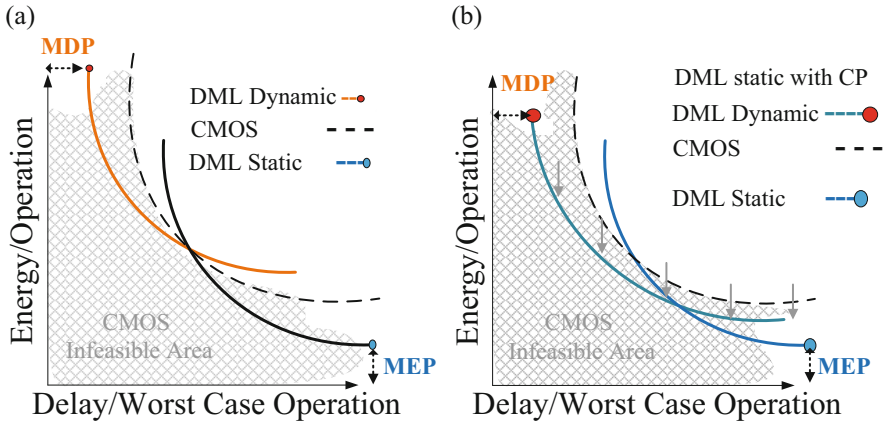 (a)
MDP
DML Dynamic
CMOS
DML Static
Energy/Operation
CMOS
Infeasible Area
MEP
Delay/Worst Case Operation
(b)
MDP
DML static with CP
DML Dynamic
CMOS
DML Static
Energy/Operation
CMOS
Infeasible Area
MEP
Delay/Worst Case Operation